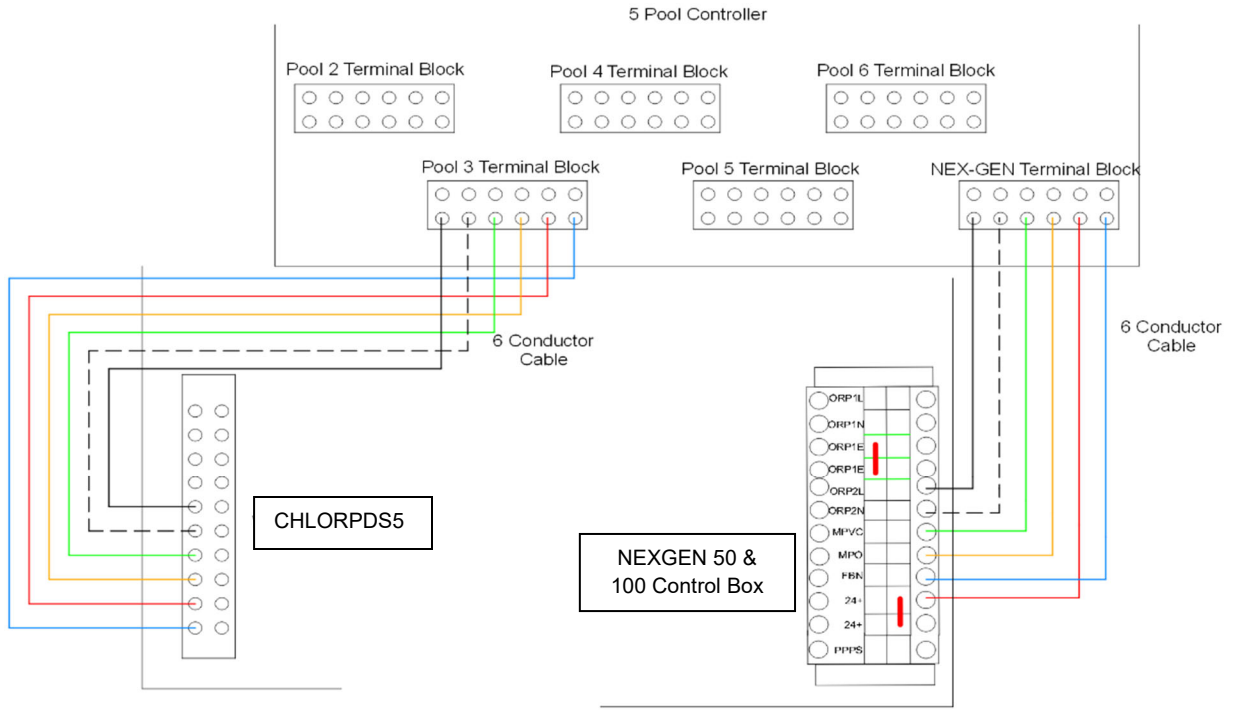 5 Pool Controller
Pool 2 Terminal Block
Pool 4 Terminal Block
Pool 6 Terminal Block
Pool 3 Terminal Block
Pool 5 Terminal Block
NEX-GEN Terminal Block
6 Conductor
Cable
6 Conductor
Cable
CHLORPDS5
NEXGEN 50 &
100 Control Box
ORP1L
ORP1N
ORP1E
ORP1E
ORP2L
ORP2N
MPVC
MPO
FBN
24+
24+
PPPS